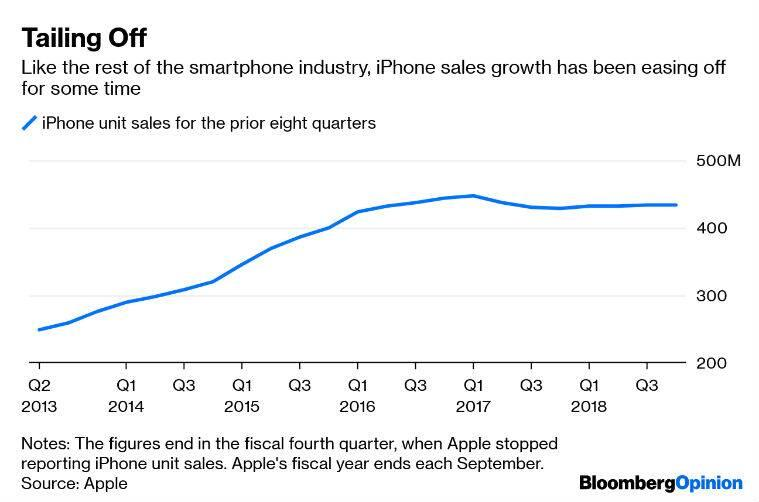 Tailing Off
Like the rest of the smartphone industry, iPhone sales growth has been easing off
for some time
iPhone unit sales for the prior eight quarters
500M
400
300
200
Q2 Q1 Q3 Q1 Q3 Q1 Q3 Q1 Q3 Q1 Q3
2013 2014 2015 2016 2017 2018
Notes: The figures end in the fiscal fourth quarter, when Apple stopped
reporting iPhone unit sales. Apple's fiscal year ends each September.
Source: Apple
BloombergOpinion